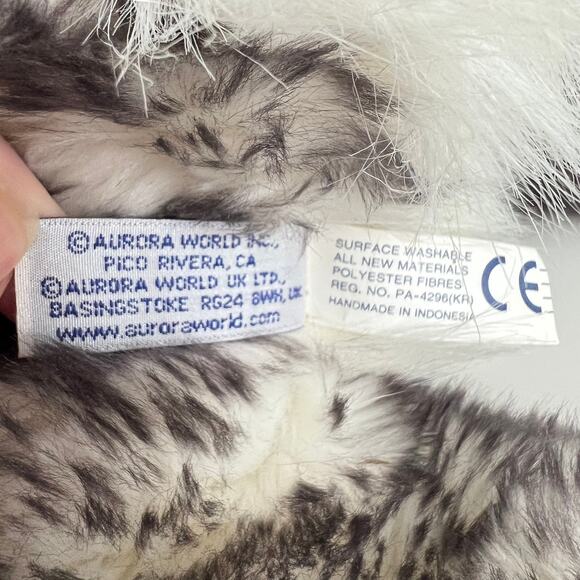 ©AURORA WORLD INC.,
PICO RIVERA, CA
©AURORA WORLD UK LTD.,
BASINGSTOKE RG24 8WH, UK
www.auroraworld.com
SURFACE WASHABLE
ALL NEW MATERIALS
POLYESTER FIBRES
REG. NO. PA-4296(KR)
HANDMADE IN INDONESIA
CE